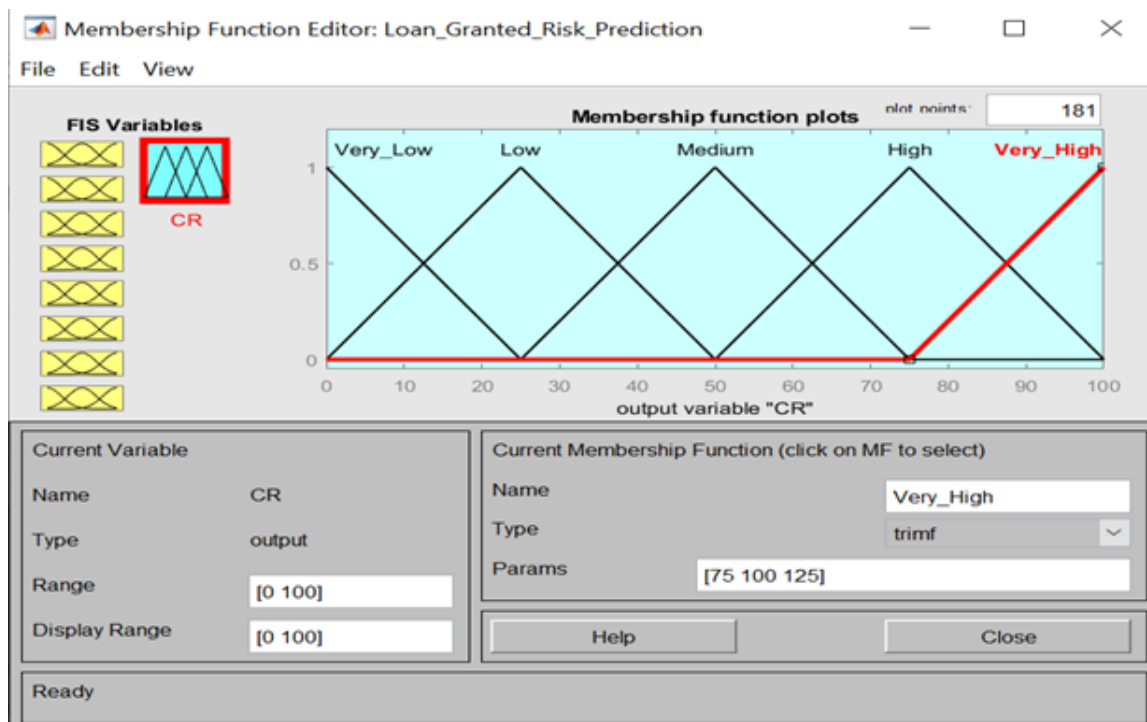 Membership Function Editor: Loan_Granted_Risk_Prediction
File Edit View
FIS Variables
CR
Membership function plots
plot points:
181
Very_Low Low Medium High Very_High
1
0.5
0
0 10 20 30 40 50 60 70 80 90 100
output variable "CR"
Current Variable
Name CR
Type output
Range [0 100]
Display Range [0 100]
Current Membership Function (click on MF to select)
Name Very_High
Type trimf
Params [75 100 125]
Help Close
Ready